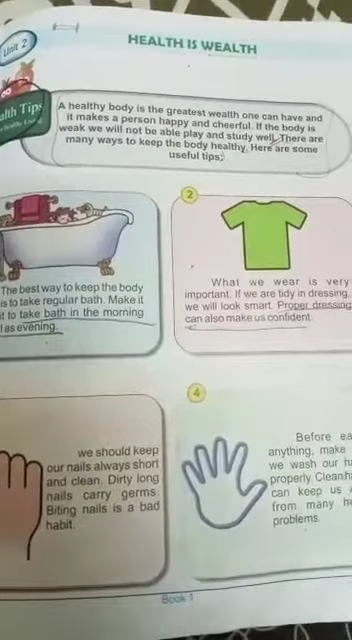 Unit 2
HEALTH IS WEALTH
alth Tips
A healthy body is the greatest wealth one can have and
it makes a person happy and cheerful. If the body is
weak we will not be able play and study well. There are
many ways to keep the body healthy. Here are some
useful tips;
The best way to keep the body
is to take regular bath. Make it
it to take bath in the morning
l as evening.
2
What we wear is very
important. If we are tidy in dressing,
we will look smart. Proper dressing
can also make us confident.
we should keep
our nails always short
and clean. Dirty long
nails carry germs.
Biting nails is a bad
habit.
4
Before ea
anything, make
we wash our ha
properly. Cleanha
can keep us
from many he
problems.
Book 1